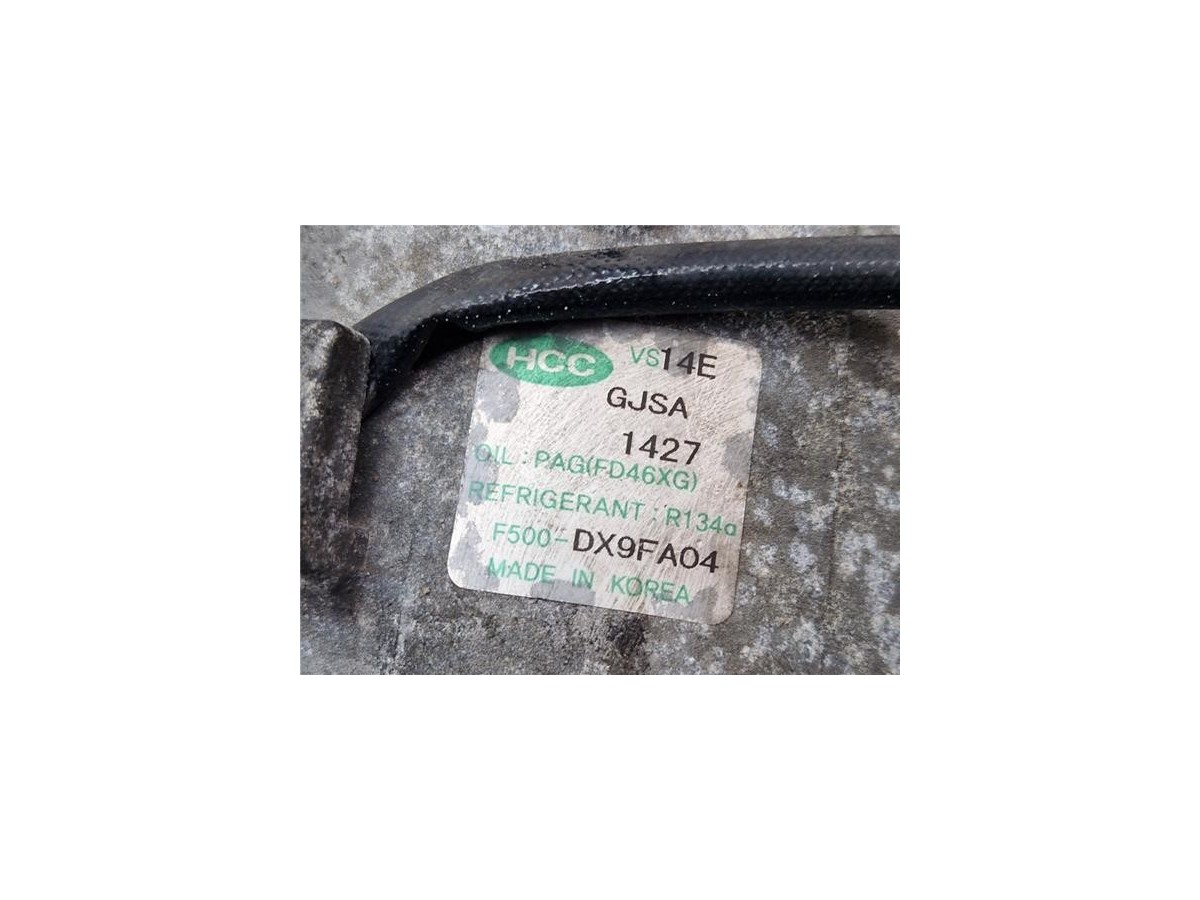 HCC VS14E
GJSA
1427
OIL : PAG(FD46XG)
REFRIGERANT : R134a
F500-DX9FA04
MADE IN KOREA